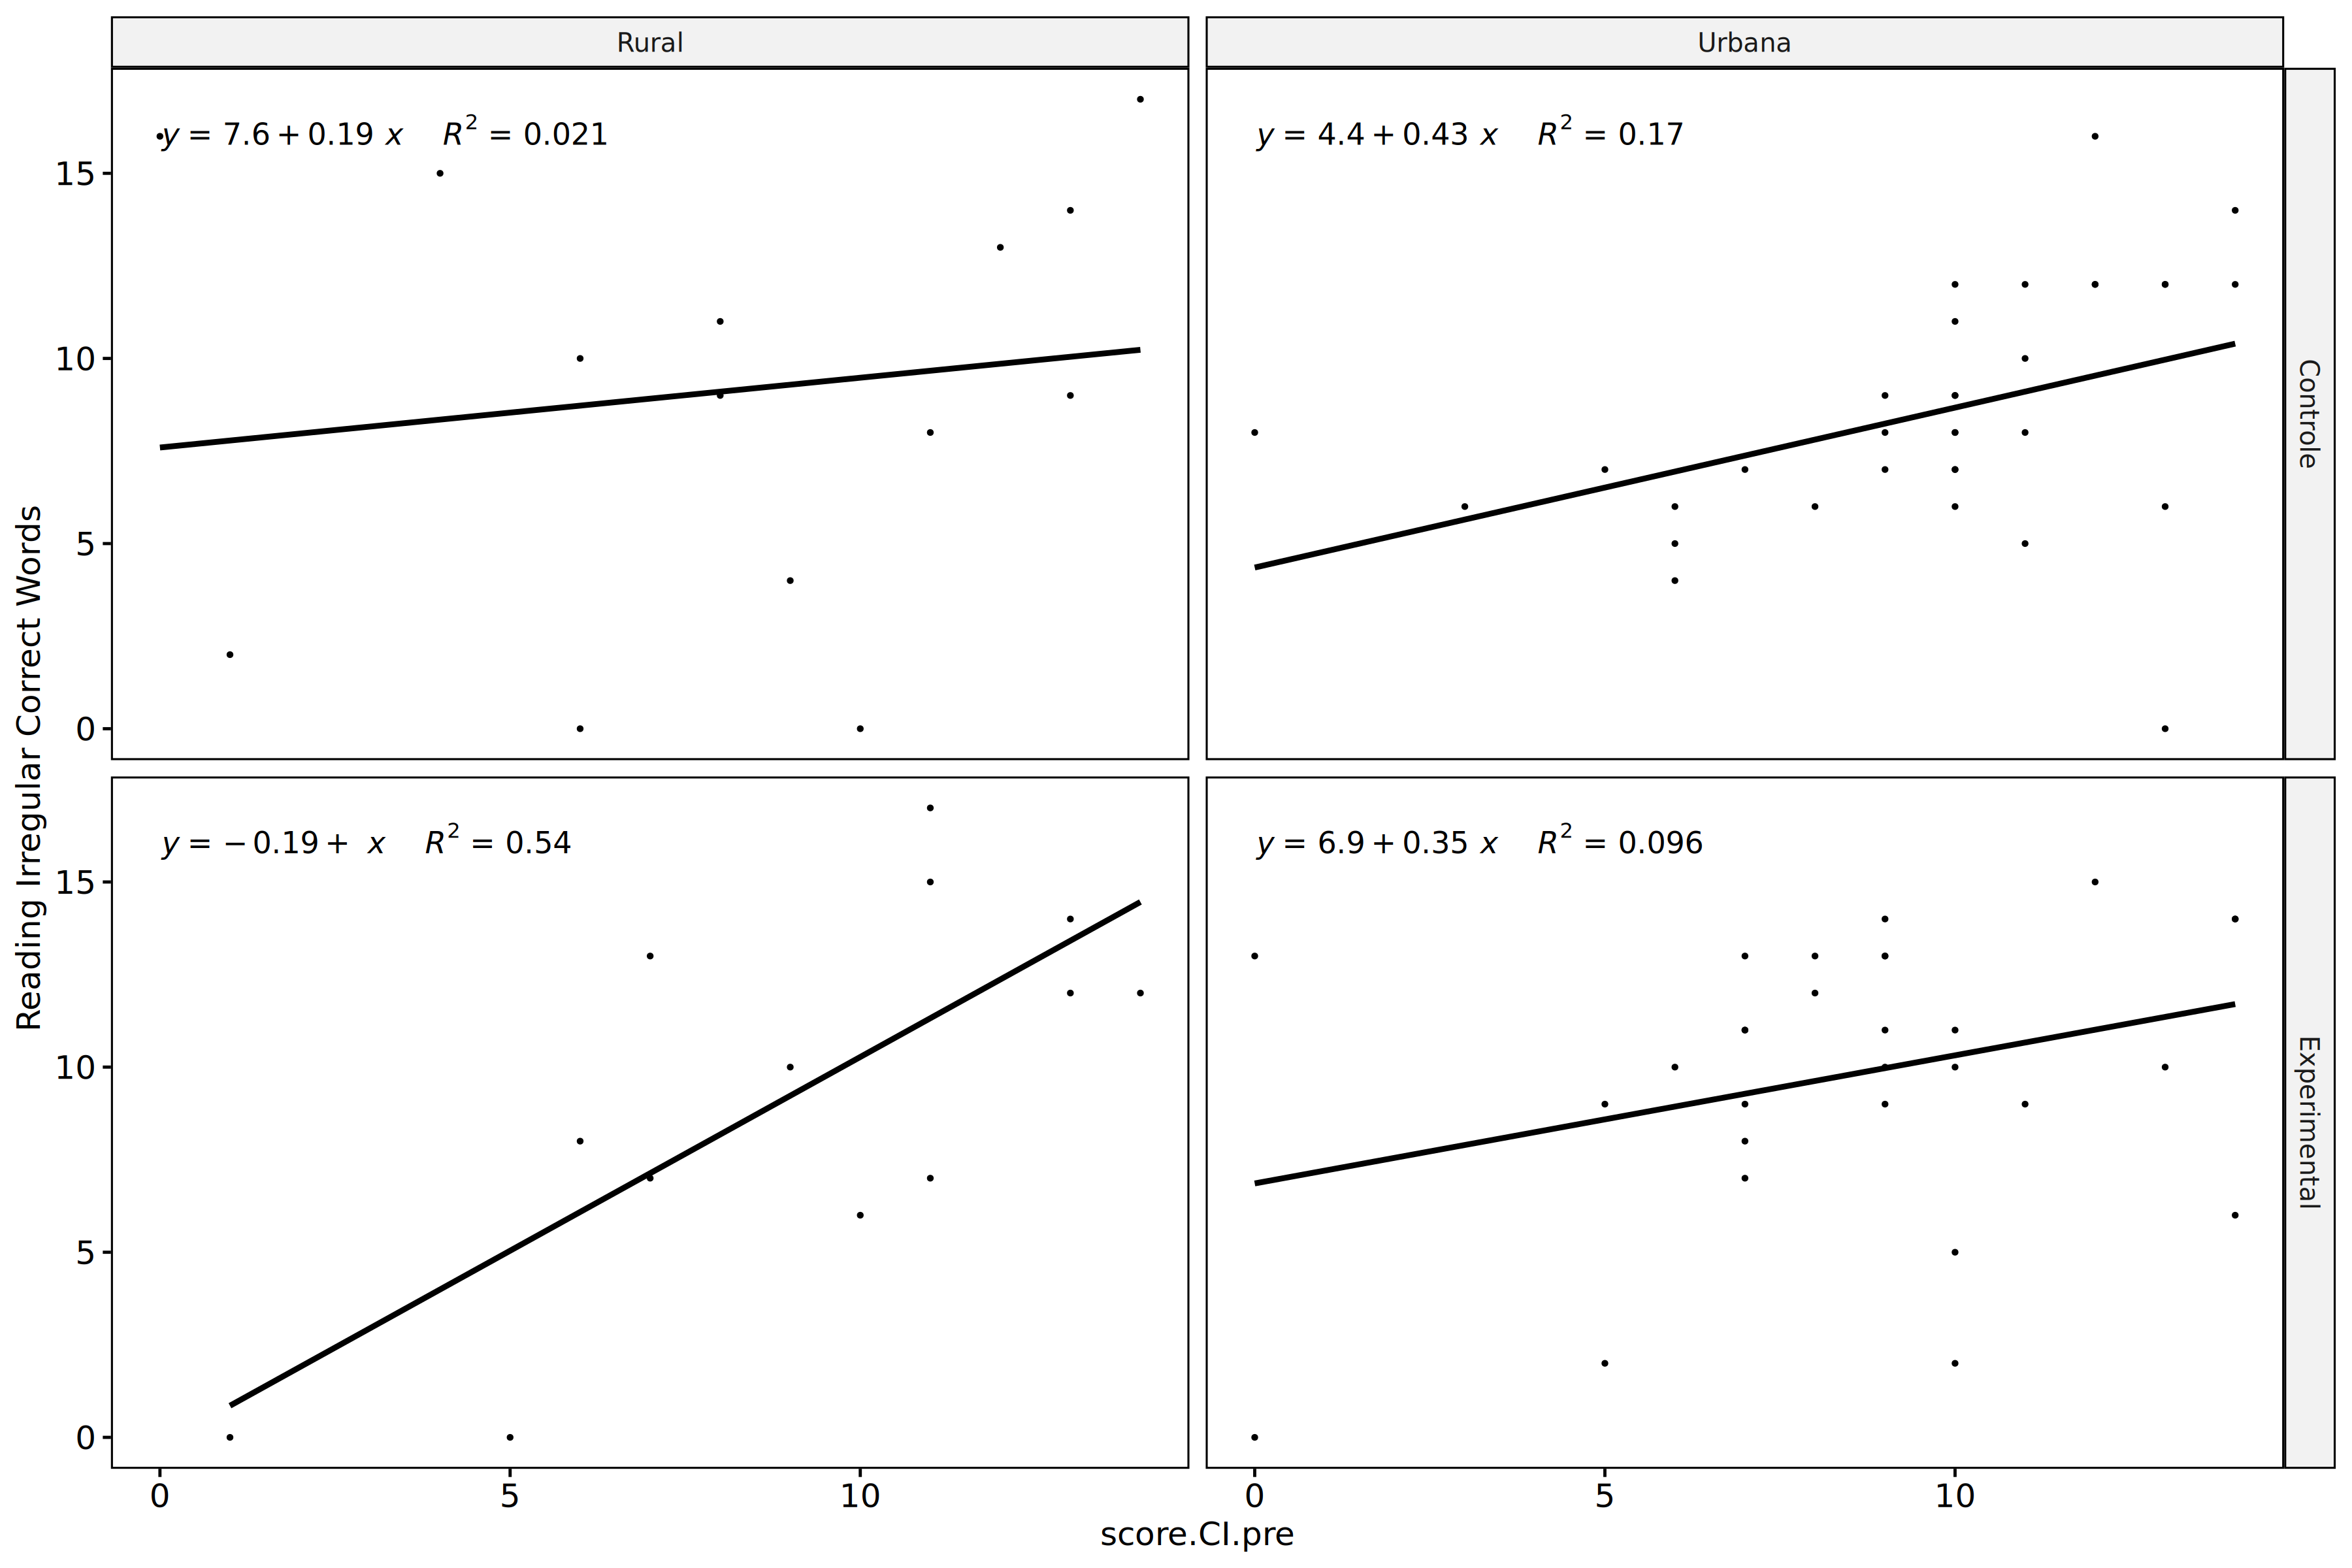 Rural
Urbana
y = 7.6 + 0.19 x R² = 0.021
y = 4.4 + 0.43 x R² = 0.17
15
10
5
0
Controle
Reading Irregular Correct Words
y = −0.19 + x R² = 0.54
y = 6.9 + 0.35 x R² = 0.096
15
10
5
0
Experimental
0 5 10
0 5 10
score.CI.pre